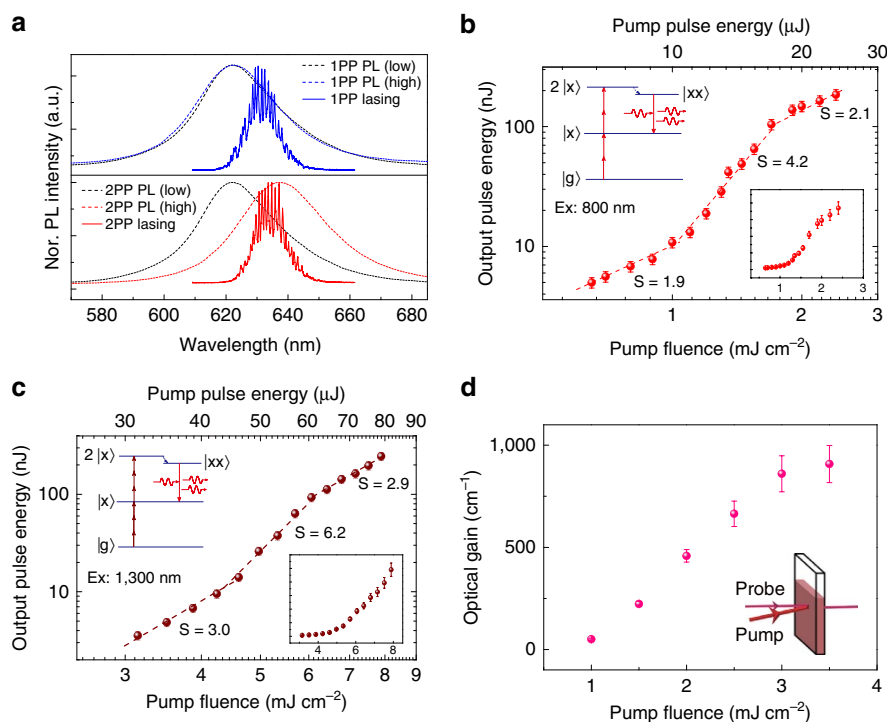 a
Nor. PL intensity (a.u.)
1PP PL (low)
1PP PL (high)
1PP lasing
2PP PL (low)
2PP PL (high)
2PP lasing
580 600 620 640 660 680
Wavelength (nm)
b
Pump pulse energy (μJ)
10 20 30
Output pulse energy (nJ)
100
10
2 |x⟩
|xx⟩
|x⟩
|g⟩
Ex: 800 nm
S = 2.1
S = 4.2
S = 1.9
1 2 3
1 2 3
Pump fluence (mJ cm⁻²)
c
Pump pulse energy (μJ)
30 40 50 60 70 80 90
Output pulse energy (nJ)
100
10
2 |x⟩
|xx⟩
|x⟩
|g⟩
Ex: 1,300 nm
S = 2.9
S = 6.2
S = 3.0
4 6 8
3 4 5 6 7 8 9
Pump fluence (mJ cm⁻²)
d
Optical gain (cm⁻¹)
1,000
500
0
Probe
Pump
1 2 3 4
Pump fluence (mJ cm⁻²)